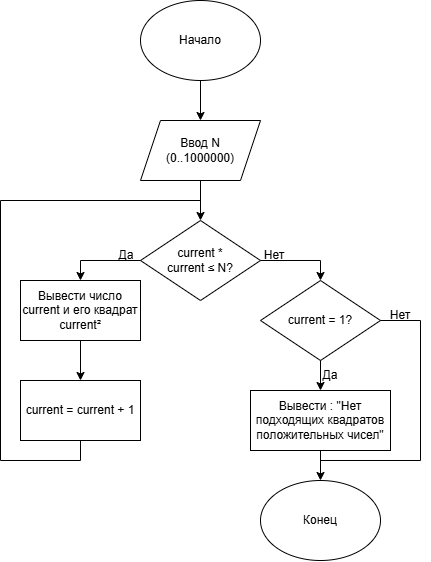 Начало
Ввод N
(0..1000000)
current *
current ≤ N?
Да
Нет
Вывести число
current и его квадрат
current²
current = 1?
Нет
Да
current = current + 1
Вывести : "Нет
подходящих квадратов
положительных чисел"
Конец